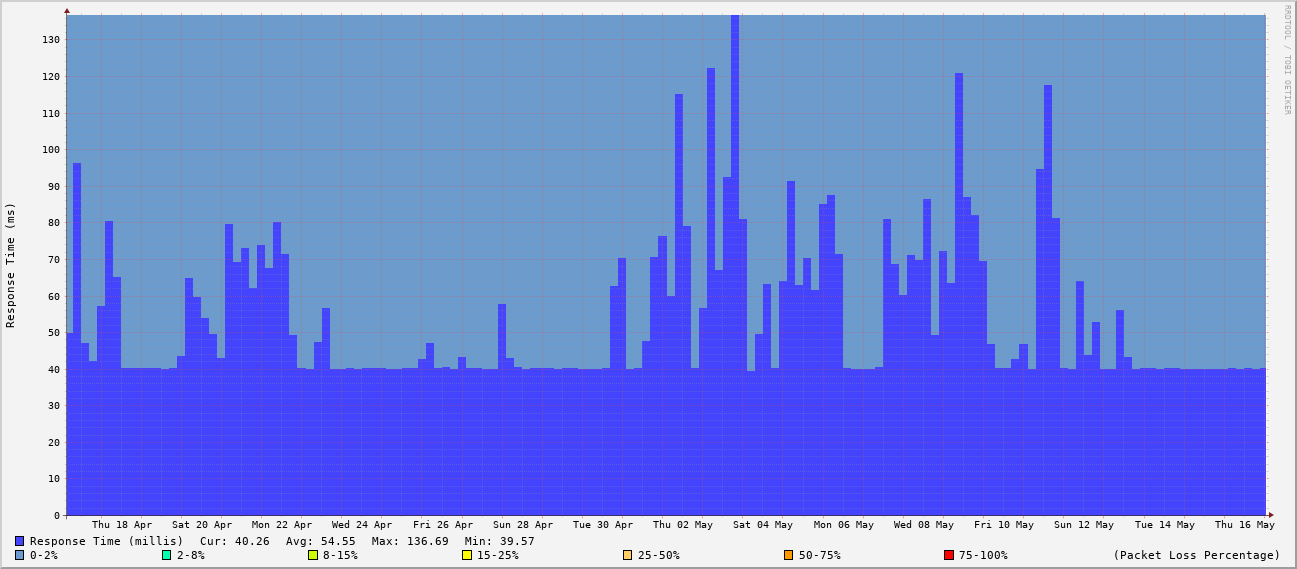 RRDTOOL / TOBI OETIKER
Response Time (ms)
130
120
110
100
90
80
70
60
50
40
30
20
10
0
Thu 18 Apr Sat 20 Apr Mon 22 Apr Wed 24 Apr Fri 26 Apr Sun 28 Apr Tue 30 Apr Thu 02 May Sat 04 May Mon 06 May Wed 08 May Fri 10 May Sun 12 May Tue 14 May Thu 16 May
Response Time (millis) Cur: 40.26 Avg: 54.55 Max: 136.69 Min: 39.57
0-2% 2-8% 8-15% 15-25% 25-50% 50-75% 75-100% (Packet Loss Percentage)